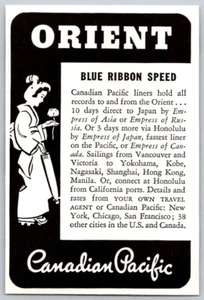 ORIENT
BLUE RIBBON SPEED
Canadian Pacific liners hold all
records to and from the Orient ...
10 days direct to Japan by Em-
press of Asia or Empress of Rus-
sia. Or 3 days more via Honolulu
by Empress of Japan, fastest liner
on the Pacific, or Empress of Can-
ada. Sailings from Vancouver and
Victoria to Yokohama, Kobe,
Nagasaki, Shanghai, Hong Kong,
Manila. Or, connect at Honolulu
from California ports. Details and
rates from YOUR OWN TRAVEL
AGENT or Canadian Pacific: New
York, Chicago, San Francisco; 38
other cities in the U.S. and Canada.
Canadian Pacific